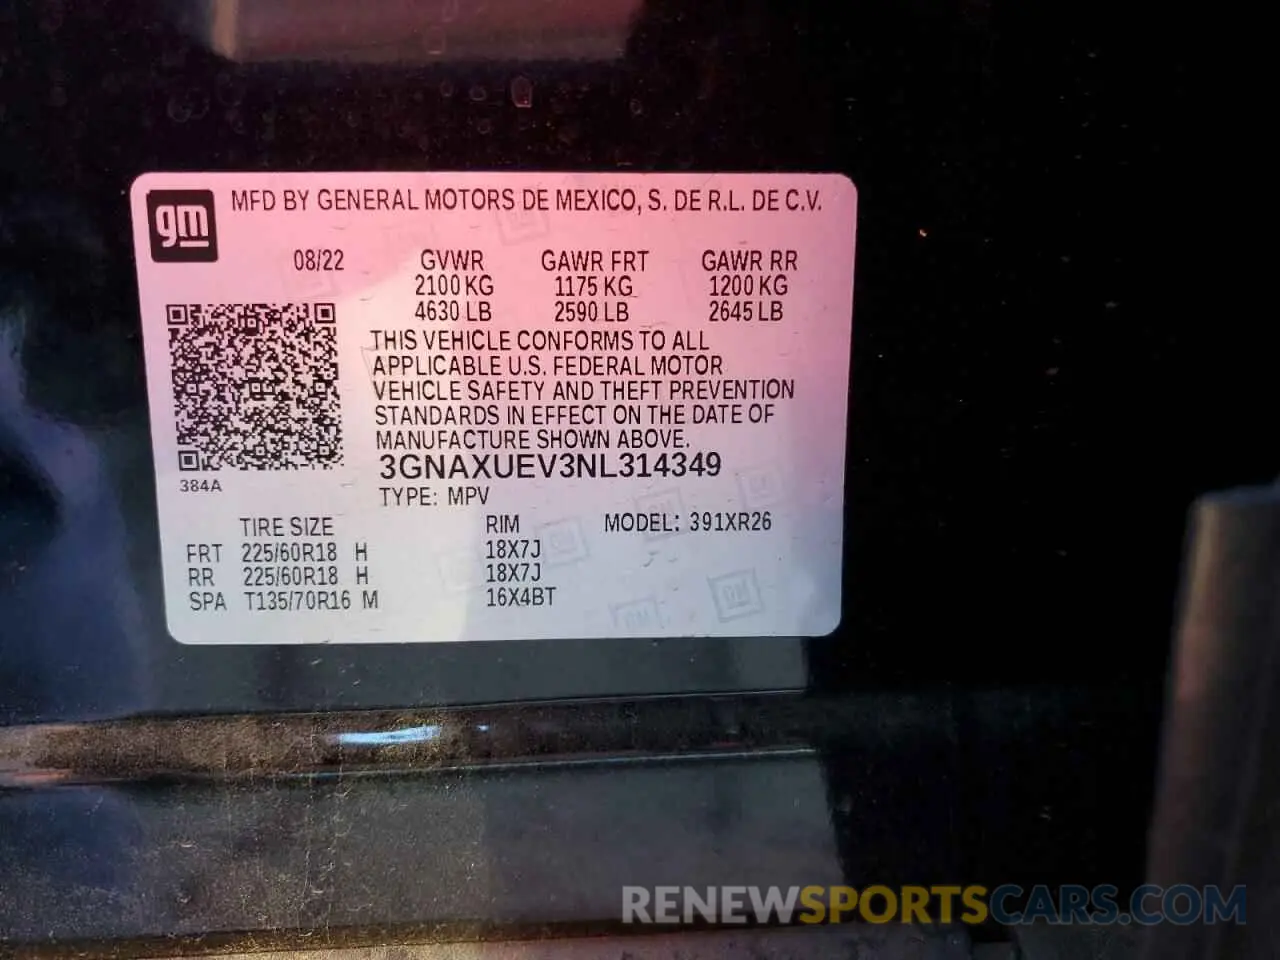 gm
MFD BY GENERAL MOTORS DE MEXICO, S. DE R.L. DE C.V.
08/22 GVWR GAWR FRT GAWR RR
2100 KG 1175 KG 1200 KG
4630 LB 2590 LB 2645 LB
THIS VEHICLE CONFORMS TO ALL
APPLICABLE U.S. FEDERAL MOTOR
VEHICLE SAFETY AND THEFT PREVENTION
STANDARDS IN EFFECT ON THE DATE OF
MANUFACTURE SHOWN ABOVE.
3GNAXUEV3NL314349
384A
TYPE: MPV
TIRE SIZE RIM MODEL: 391XR26
FRT 225/60R18 H 18X7J
RR 225/60R18 H 18X7J
SPA T135/70R16 M 16X4BT
RENEWSPORTSCARS.COM